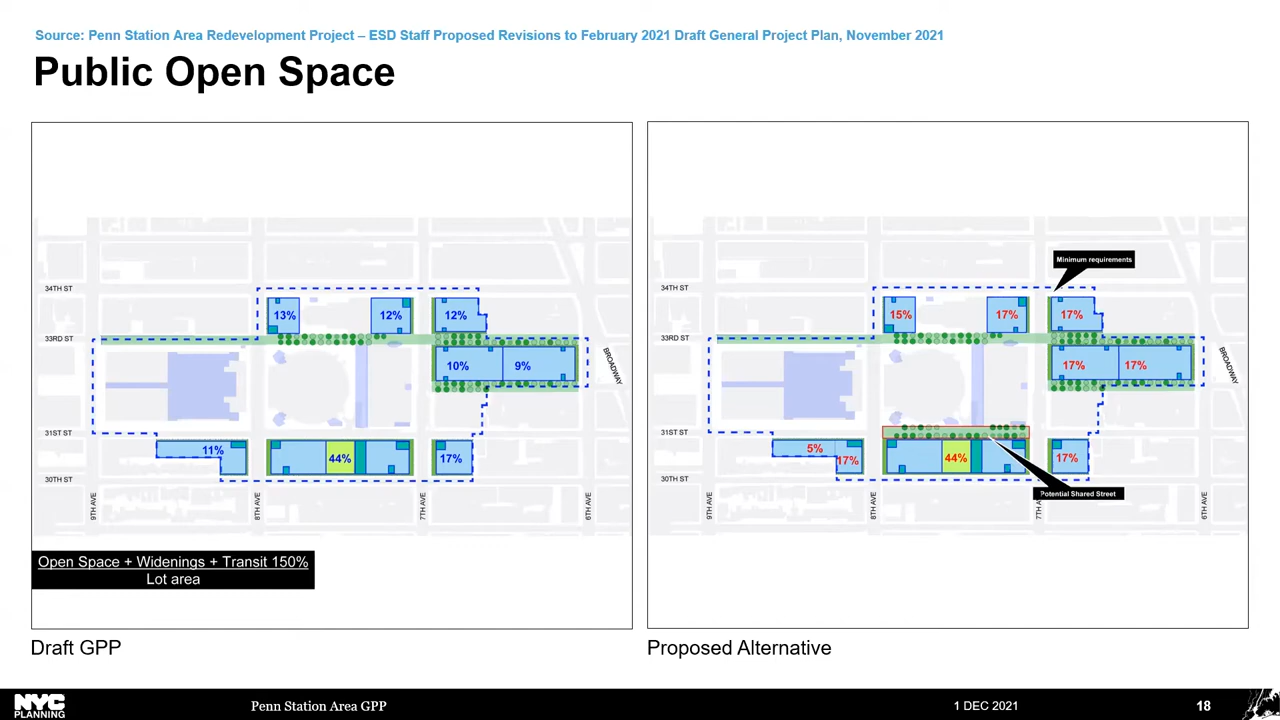 Source: Penn Station Area Redevelopment Project – ESD Staff Proposed Revisions to February 2021 Draft General Project Plan, November 2021
Public Open Space
34TH ST
33RD ST
31ST ST
30TH ST
9TH AVE
8TH AVE
7TH AVE
6TH AVE
BROADWAY
13%
12%
12%
10%
9%
11%
44%
17%
Open Space + Widenings + Transit 150%
Lot area
Draft GPP
Minimum requirements
34TH ST
33RD ST
31ST ST
30TH ST
9TH AVE
8TH AVE
7TH A
6TH AVE
BROADWAY
15%
17%
17%
17%
17%
5%
17%
44%
17%
Potential Shared Street
Proposed Alternative
NYC
PLANNING
Penn Station Area GPP
1 DEC 2021
18